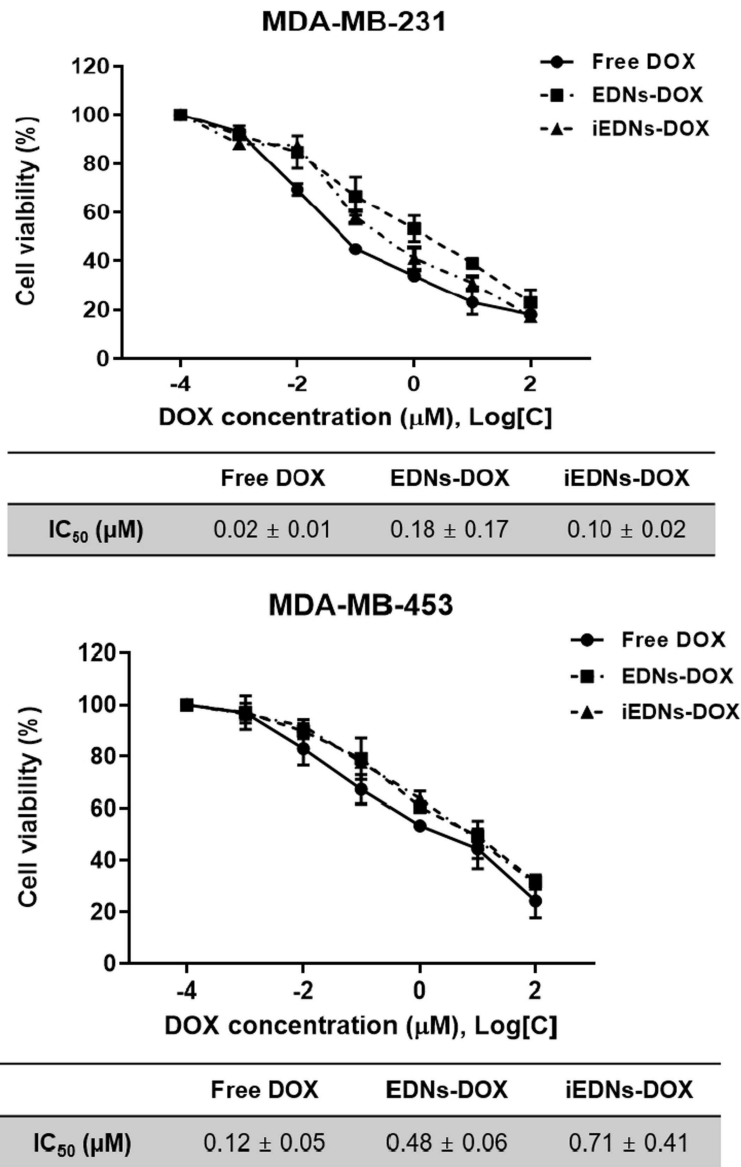 MDA-MB-231
Free DOX
EDNs-DOX
iEDNs-DOX
120
100
80
60
40
20
0
Cell vialbility (%)
-4 -2 0 2
DOX concentration (μM), Log[C]
Free DOX EDNs-DOX iEDNs-DOX
IC50 (μM) 0.02 ± 0.01 0.18 ± 0.17 0.10 ± 0.02
MDA-MB-453
Free DOX
EDNs-DOX
iEDNs-DOX
120
100
80
60
40
20
0
Cell vialbility (%)
-4 -2 0 2
DOX concentration (μM), Log[C]
Free DOX EDNs-DOX iEDNs-DOX
IC50 (μM) 0.12 ± 0.05 0.48 ± 0.06 0.71 ± 0.41